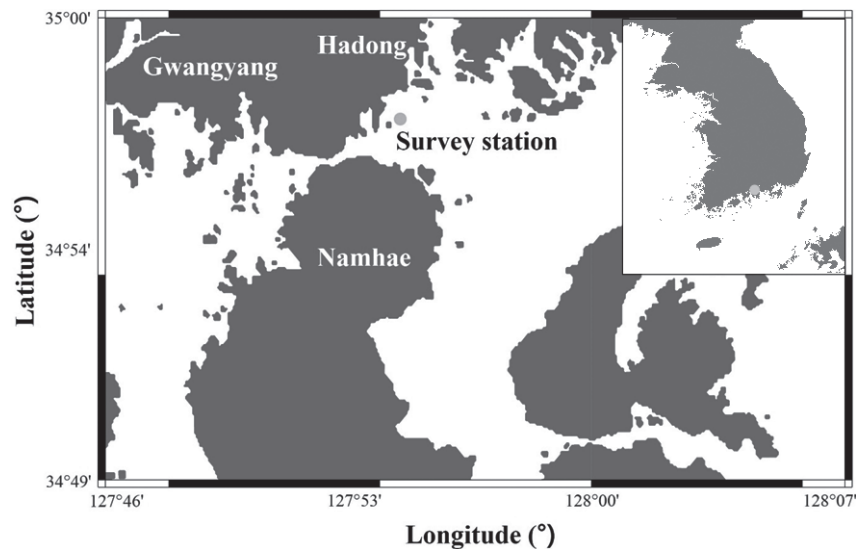 35°00'
Hadong
Gwangyang
Survey station
34°54'
Namhae
Latitude (°)
34°49'
127°46'
127°53'
128°00'
128°07'
Longitude (°)